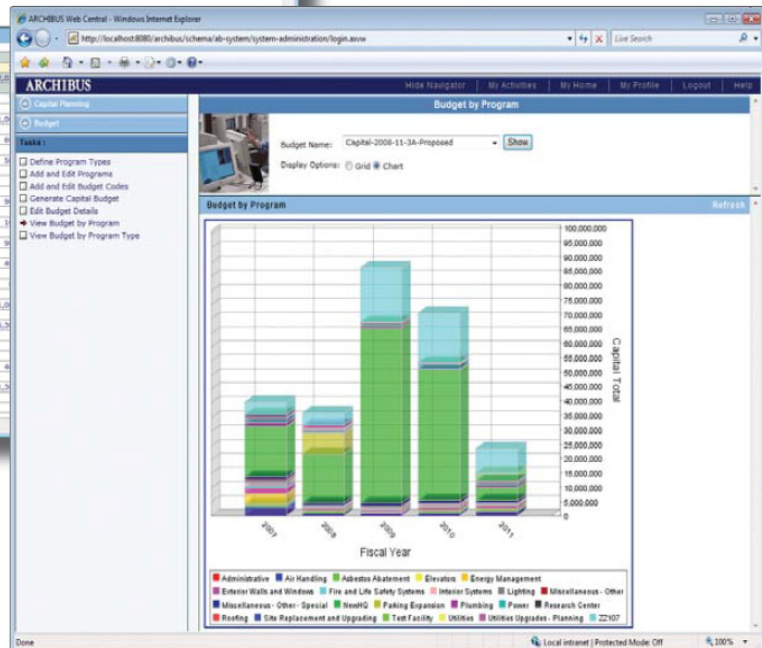 ARCHIBUS Web Central - Windows Internet Explorer
http://localhost:8080/archibus/schema/ab-system/system-administration/login.axvw
Live Search
ARCHIBUS
Hide Navigator | My Activities | My Home | My Profile | Logout | Help
Capital Planning
Budget
Tasks :
Define Program Types
Add and Edit Programs
Add and Edit Budget Codes
Generate Capital Budget
Edit Budget Details
View Budget by Program
View Budget by Program Type
Budget by Program
Budget Name: Capital-2008-11-3A-Proposed Show
Display Options: Grid Chart
Budget by Program Refresh
100,000,000
95,000,000
90,000,000
85,000,000
80,000,000
75,000,000
70,000,000
65,000,000
60,000,000
55,000,000
50,000,000
45,000,000
40,000,000
35,000,000
30,000,000
25,000,000
20,000,000
15,000,000
10,000,000
5,000,000
0
Capital Total
2007 2008 2009 2010 2011
Fiscal Year
Administrative Air Handling Asbestos Abatement Elevators Energy Management
Exterior Walls and Windows Fire and Life Safety Systems Interior Systems Lighting Miscellaneous - Other
Miscellaneous - Other - Special NewHQ Parking Expansion Plumbing Power Research Center
Roofing Site Replacement and Upgrading Test Facility Utilities Utilities Upgrades - Planning ZZ107
Done Local intranet | Protected Mode: Off 100%